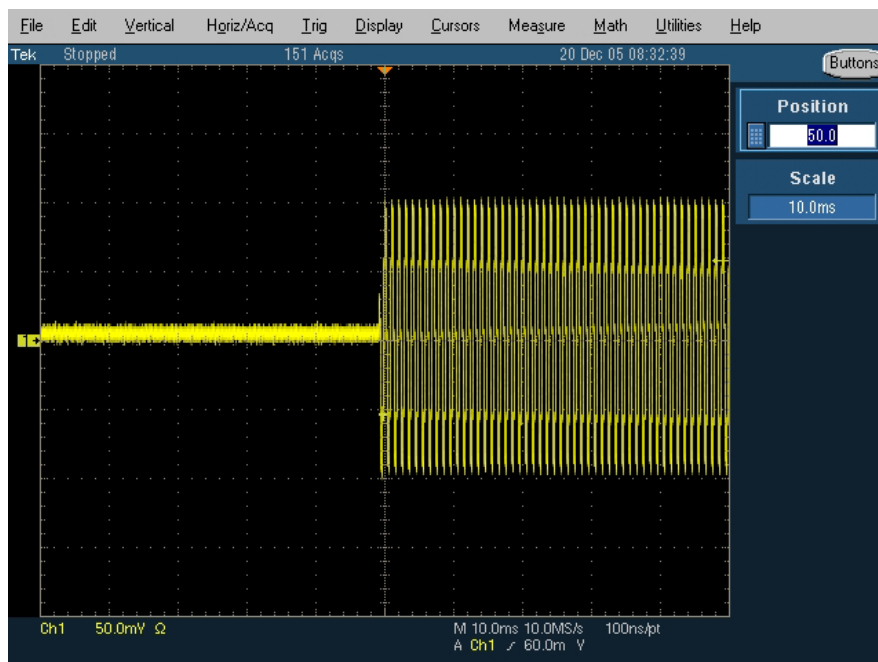 File Edit Vertical Horiz/Acq Trig Display Cursors Measure Math Utilities Help
Tek Stopped 151 Acqs 20 Dec 05 08:32:39
Buttons
Position
50.0
Scale
10.0ms
1
Ch1 50.0mV Ω M 10.0ms 10.0MS/s 100ns/pt
A Ch1 60.0m V